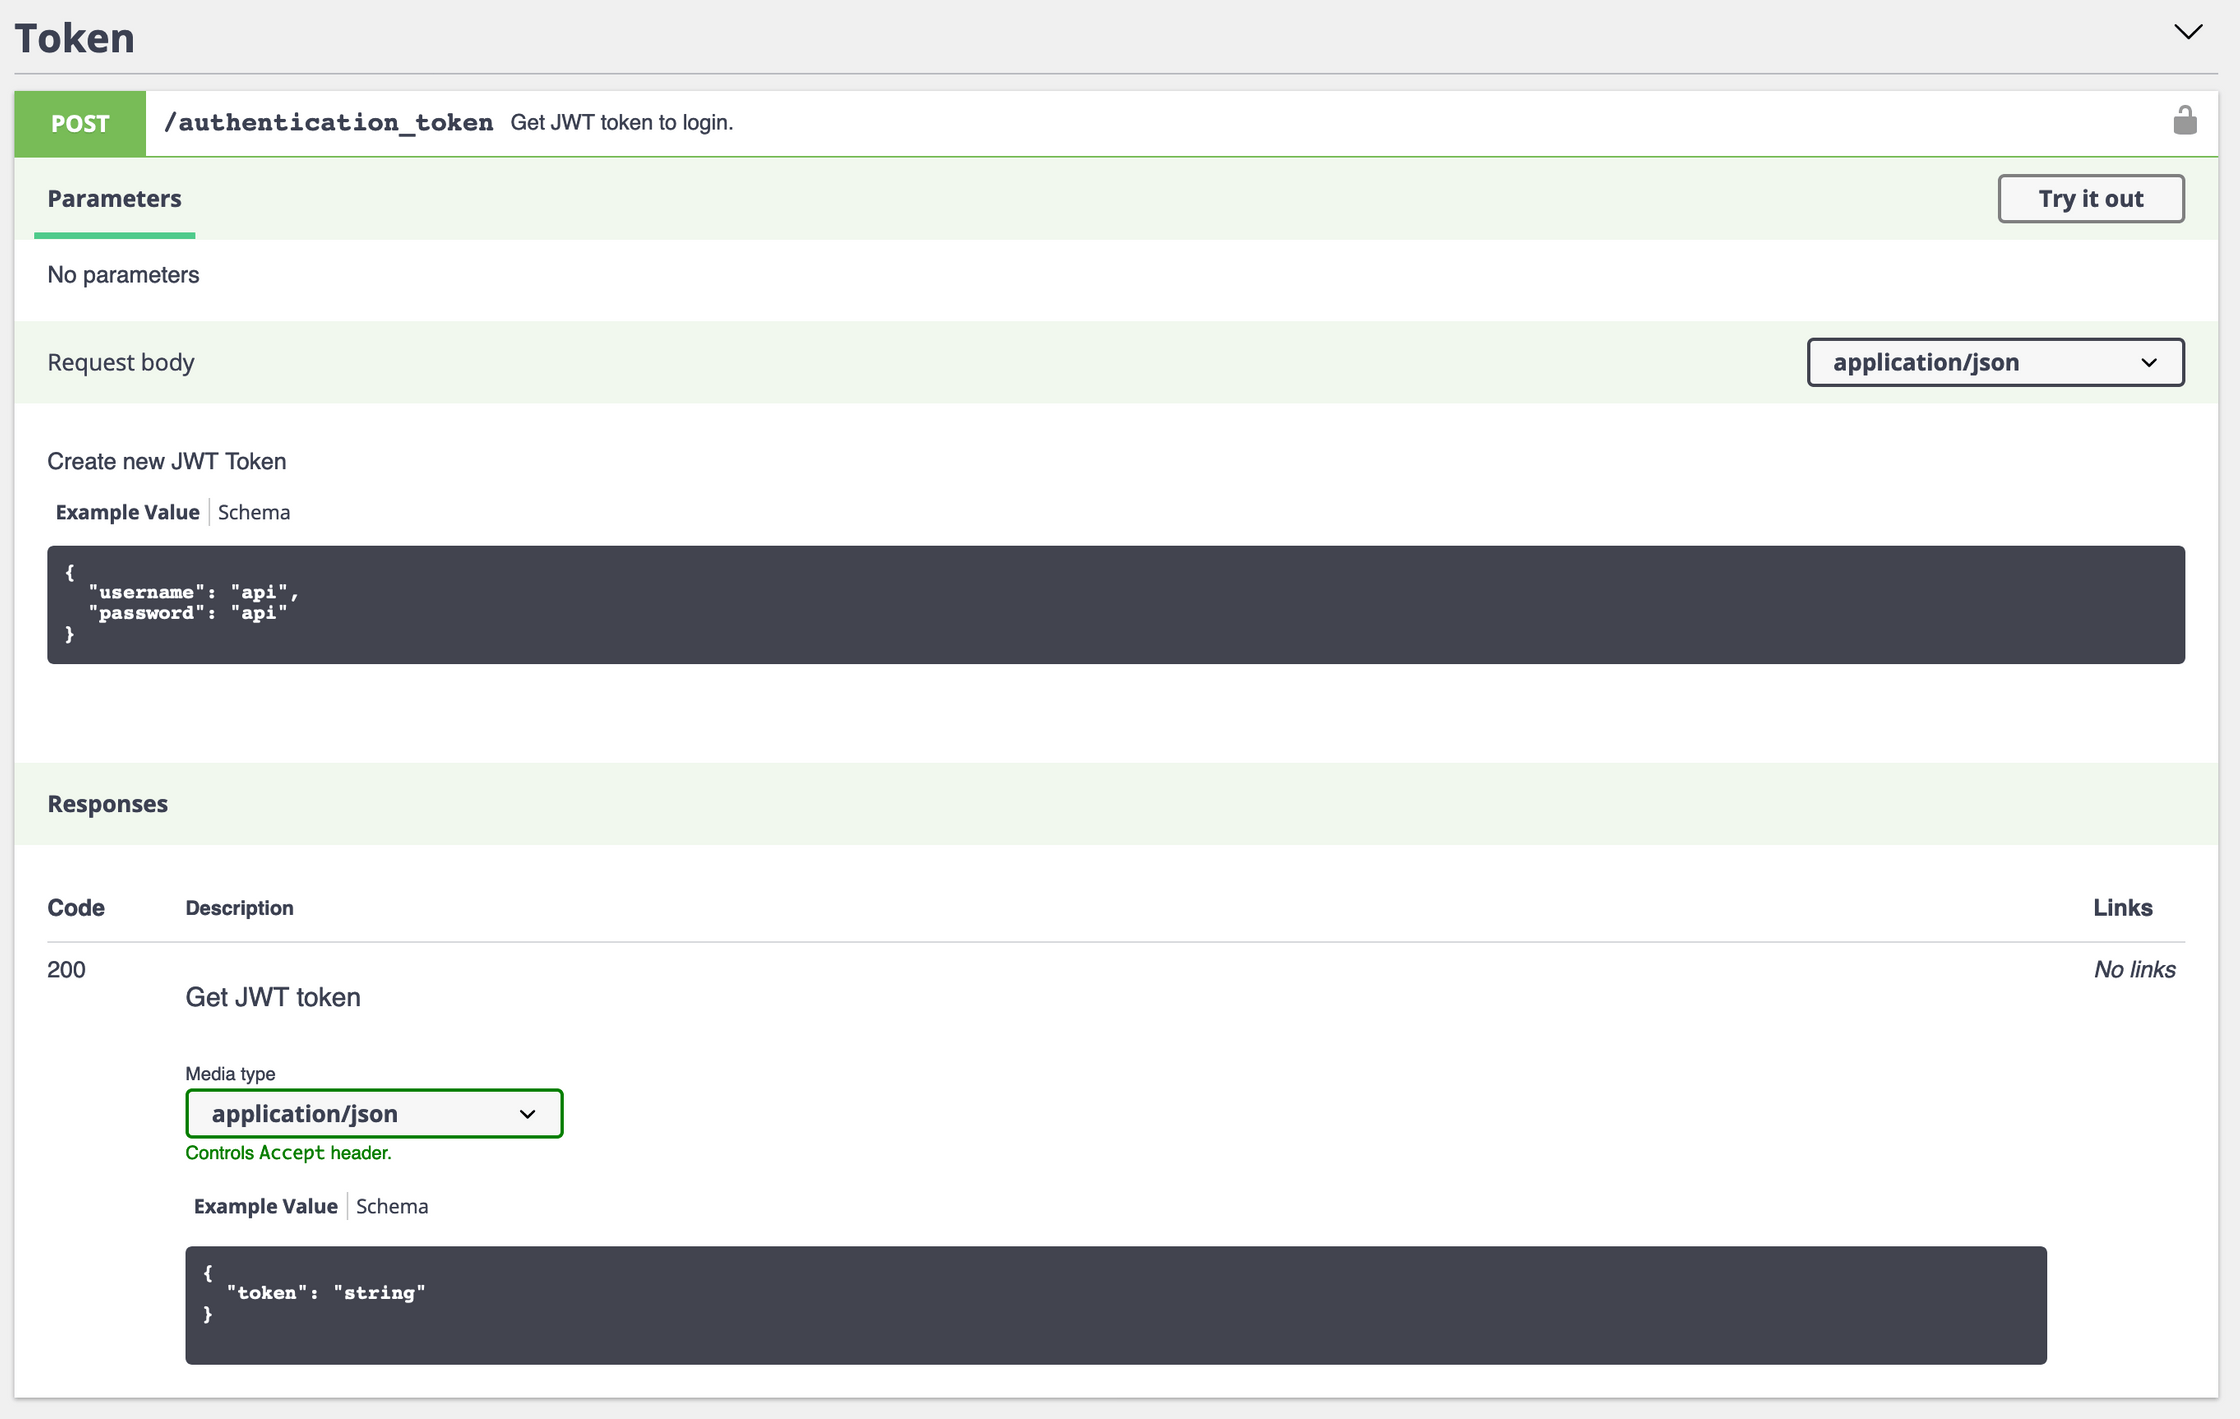 Token
POST /authentication_token Get JWT token to login.
Parameters
Try it out
No parameters
Request body
application/json
Create new JWT Token
Example Value Schema
{
"username": "api",
"password": "api"
}
Responses
Code Description Links
200 Get JWT token No links
Media type
application/json
Controls Accept header.
Example Value Schema
{
"token": "string"
}